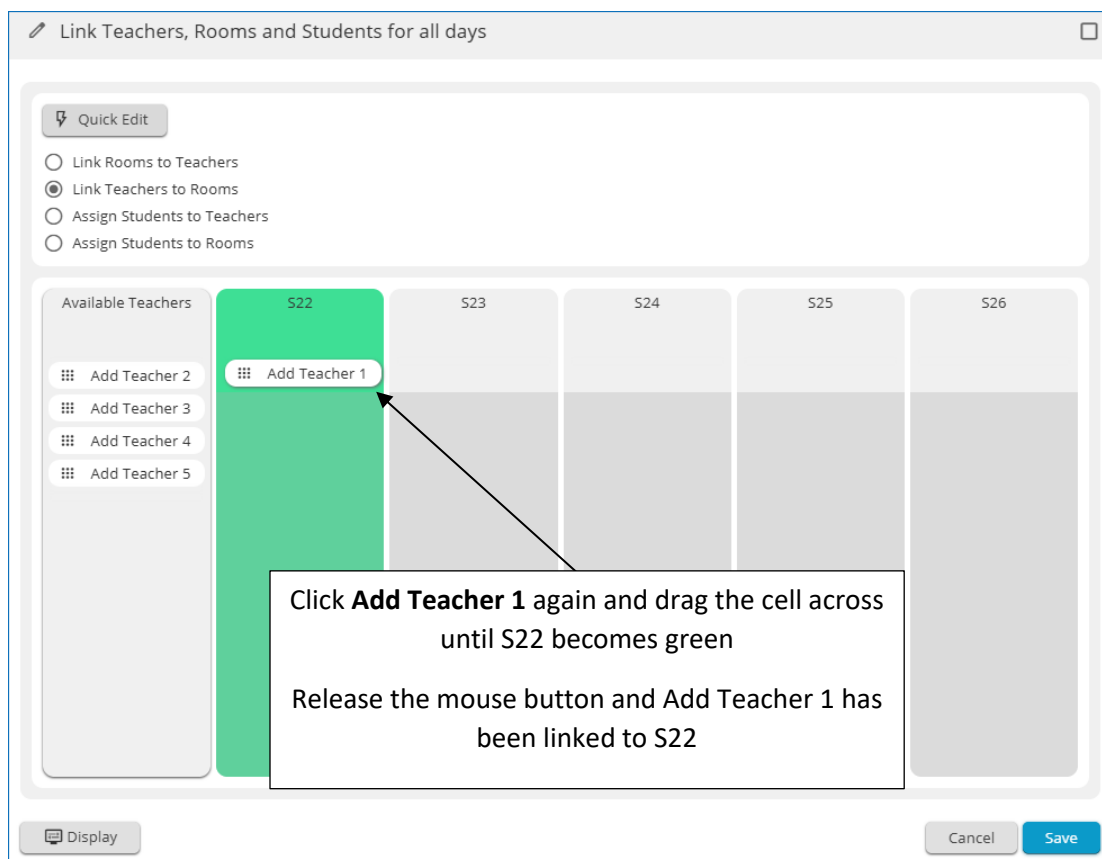 Link Teachers, Rooms and Students for all days
Quick Edit
Link Rooms to Teachers
Link Teachers to Rooms
Assign Students to Teachers
Assign Students to Rooms
Available Teachers
S22
S23
S24
S25
S26
Add Teacher 2
Add Teacher 1
Add Teacher 3
Add Teacher 4
Add Teacher 5
Click Add Teacher 1 again and drag the cell across
until S22 becomes green
Release the mouse button and Add Teacher 1 has
been linked to S22
Display
Cancel
Save